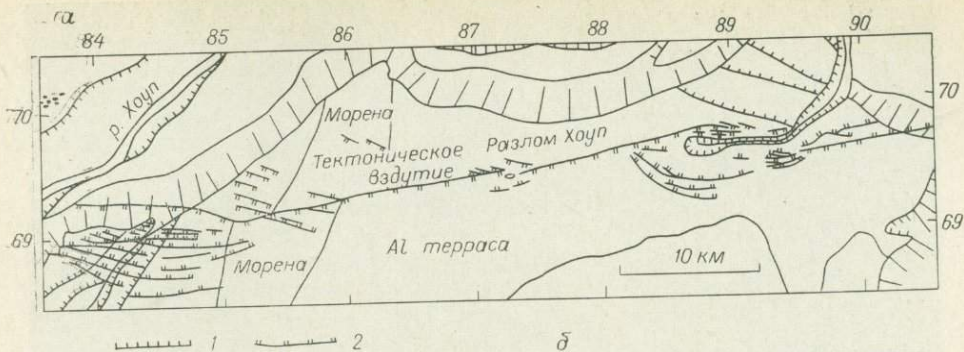 га
84 85 86 87 88 89 90
70 70
р. Хоуп
Морена
Разлом Хоуп
Тектоническое
вздутие
69 69
Морена
Al терраса
10 км
1 2 б